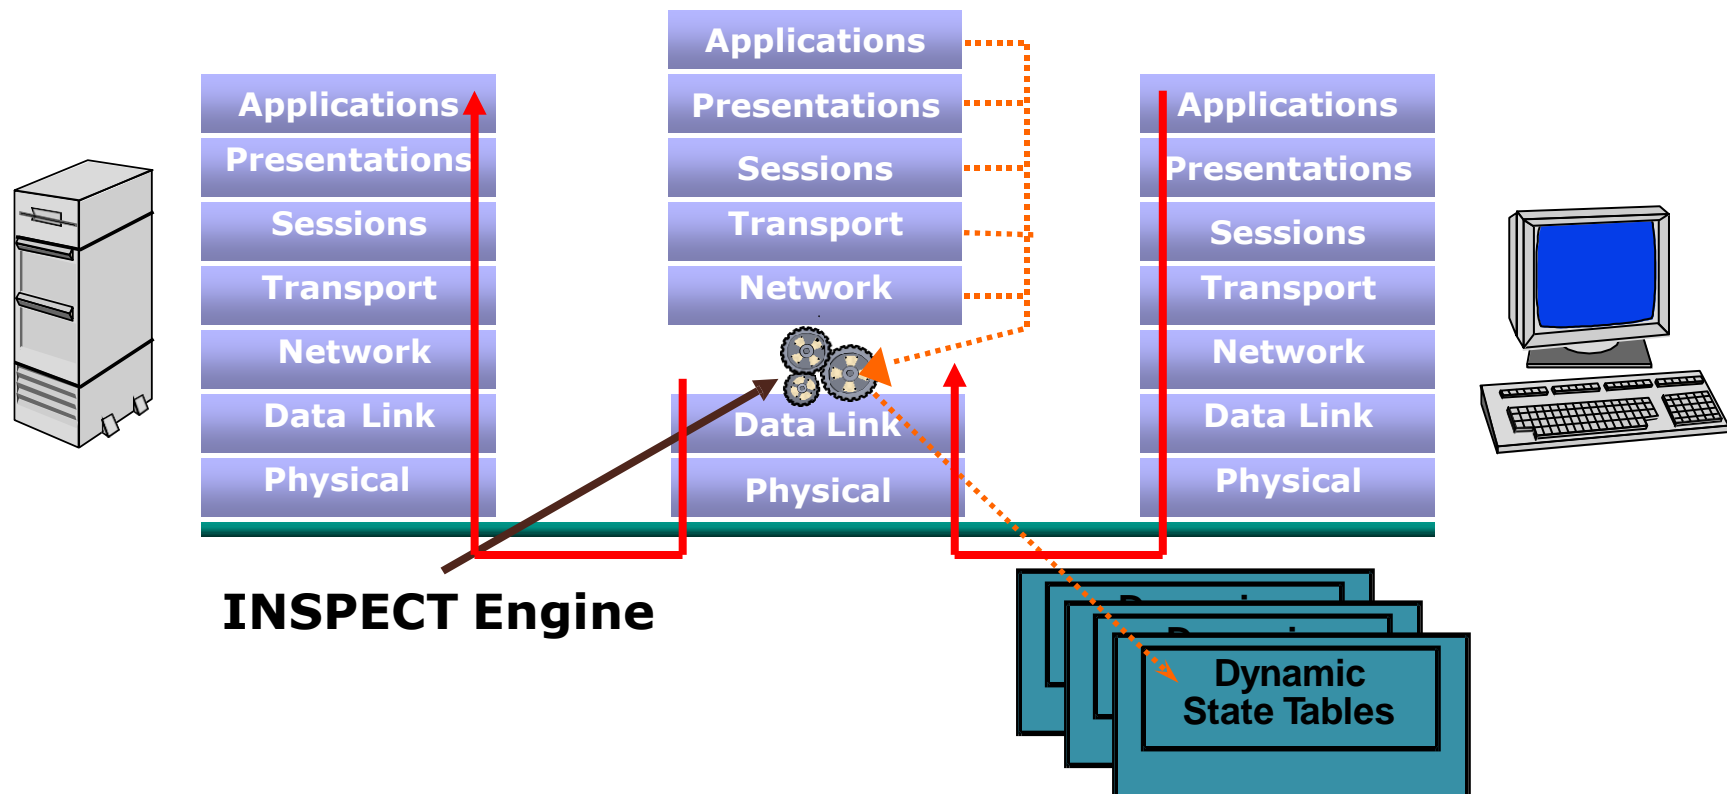 Applications
Presentations
Sessions
Transport
Network
Data Link
Physical
Applications
Presentations
Sessions
Transport
Network
Data Link
Physical
Applications
Presentations
Sessions
Transport
Network
Data Link
Physical
INSPECT Engine
Dynamic
State Tables